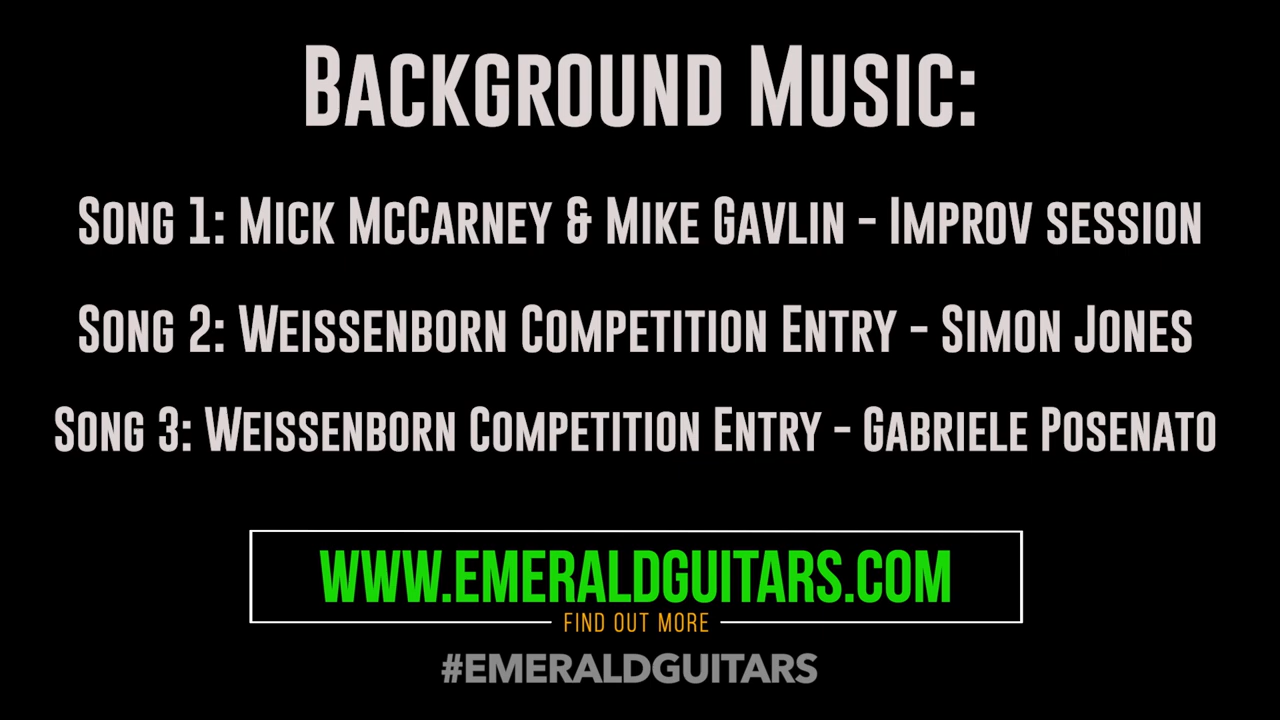 Background Music:
Song 1: Mick McCarney & Mike Gavlin - Improv session
Song 2: Weissenborn Competition Entry - Simon Jones
Song 3: Weissenborn Competition Entry - Gabriele Posenato
WWW.EMERALDGUITARS.COM
FIND OUT MORE
#EMERALDGUITARS